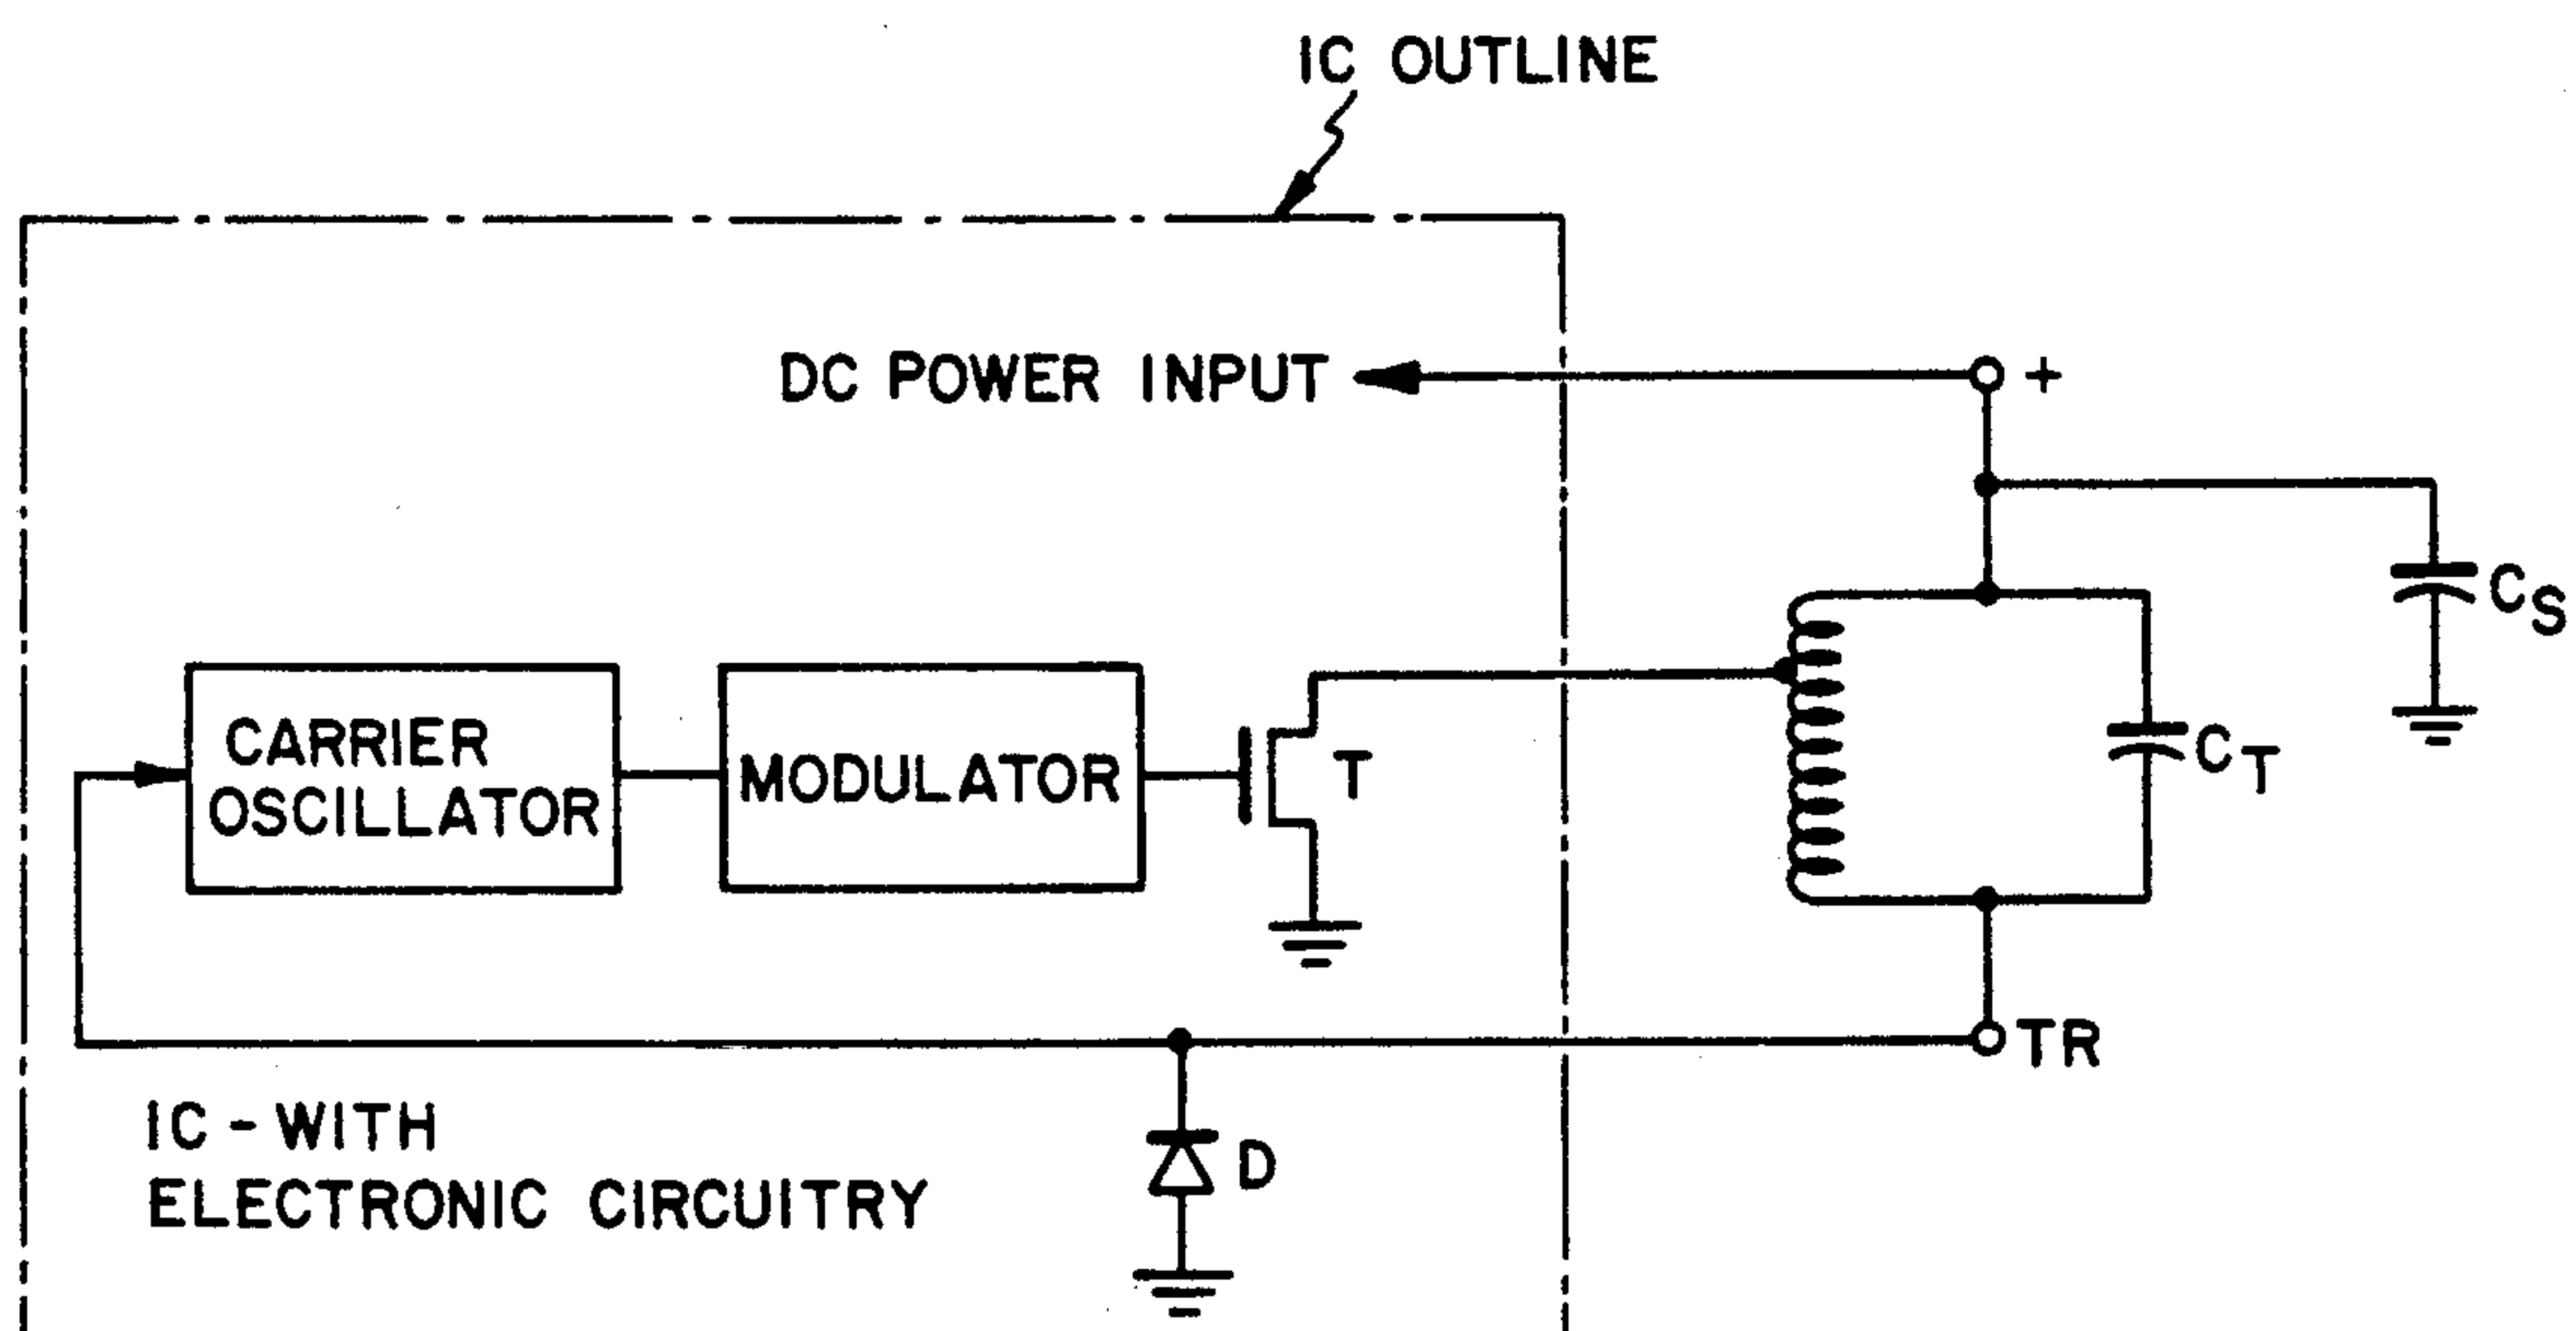 IC OUTLINE
DC POWER INPUT
+
CS
CARRIER
OSCILLATOR
MODULATOR
T
CT
TR
IC - WITH
ELECTRONIC CIRCUITRY
D